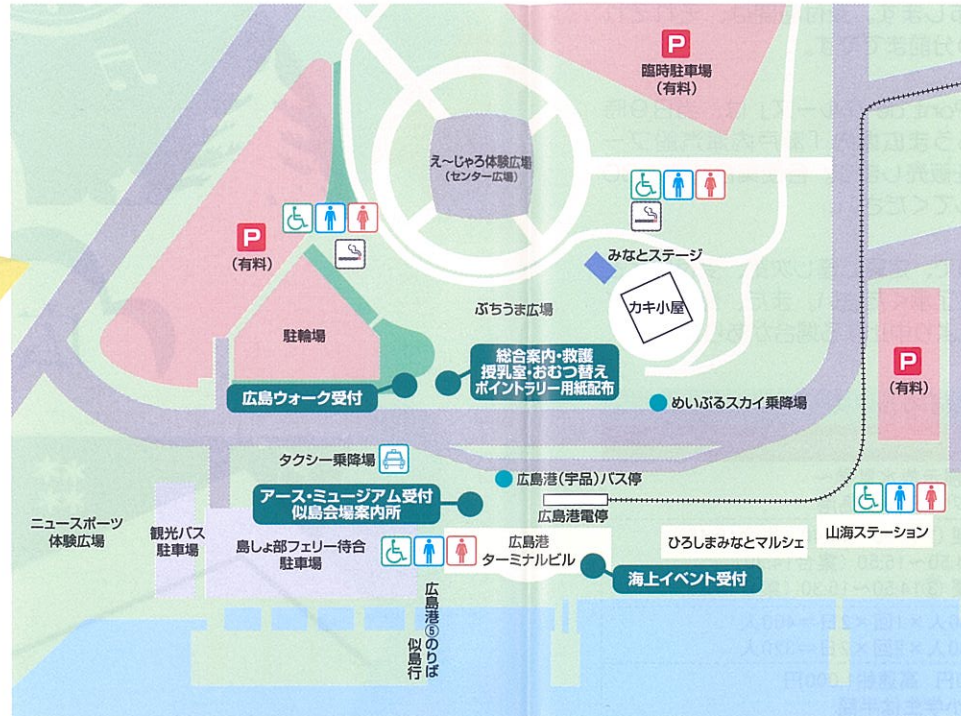 P
臨時駐車場
(有料)
え～じゃろ体験広場
(センター広場)
P
(有料)
みなとステージ
カキ小屋
ぶちうま広場
駐輪場
総合案内・救護
授乳室・おむつ替え
ポイントラリー用紙配布
広島ウォーク受付
P
(有料)
めいぷるスカイ乗降場
タクシー乗降場
広島港(宇品)バス停
アース・ミュージアム受付
似島会場案内所
広島港電停
ニュースポーツ
体験広場
観光バス
駐車場
島しょ部フェリー待合
駐車場
広島港
ターミナルビル
ひろしまみなとマルシェ
山海ステーション
海上イベント受付
広島港⑤のりば
似島行